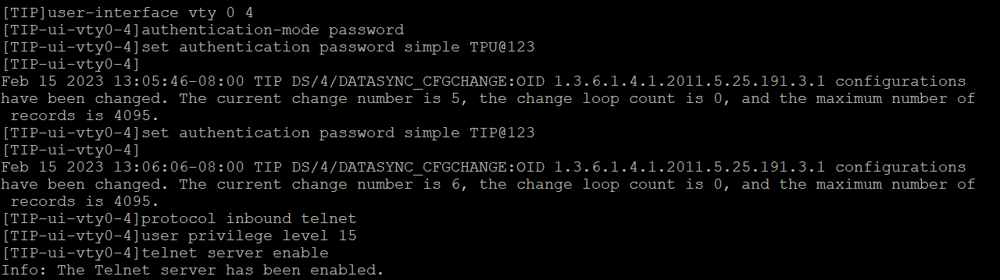 [TIP]user-interface vty 0 4
[TIP-ui-vty0-4]authentication-mode password
[TIP-ui-vty0-4]set authentication password simple TPU@123
[TIP-ui-vty0-4]
Feb 15 2023 13:05:46-08:00 TIP DS/4/DATASYNC_CFGCHANGE:OID 1.3.6.1.4.1.2011.5.25.191.3.1 configurations
have been changed. The current change number is 5, the change loop count is 0, and the maximum number of
 records is 4095.
[TIP-ui-vty0-4]set authentication password simple TIP@123
[TIP-ui-vty0-4]
Feb 15 2023 13:06:06-08:00 TIP DS/4/DATASYNC_CFGCHANGE:OID 1.3.6.1.4.1.2011.5.25.191.3.1 configurations
have been changed. The current change number is 6, the change loop count is 0, and the maximum number of
 records is 4095.
[TIP-ui-vty0-4]protocol inbound telnet
[TIP-ui-vty0-4]user privilege level 15
[TIP-ui-vty0-4]telnet server enable
Info: The Telnet server has been enabled.